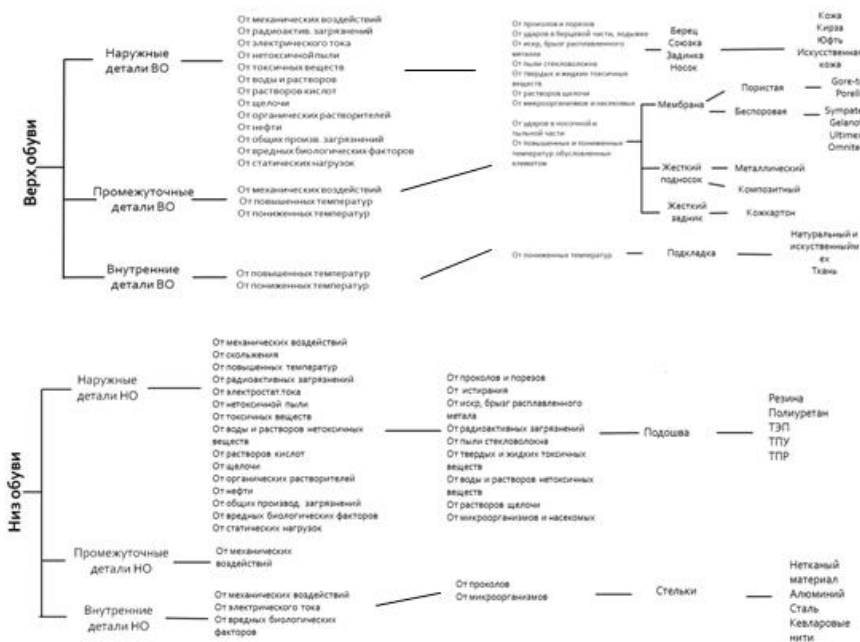 Верх обуви
Наружные
детали ВО
От механических воздействий
От радиоактив. загрязнений
От электрического тока
От нетоксичной пыли
От токсичных веществ
От воды и растворов
От растворов кислот
От щелочи
От органических растворителей
От нефти
От общих произв. загрязнений
От вредных биологических факторов
От статических нагрузок
От проколов и порезов
От ударов в берцевой части, лодыжке
От искр, брызг расплавленного
металла
От пыли стекловолокна
От твердых и жидких токсичных
веществ
От растворов щелочи
От микроорганизмов и насекомых
Берец
Союзка
Задинка
Носок
Кожа
Кирза
Юфть
Искусственная
кожа
Промежуточные
детали ВО
От механических воздействий
От повышенных температур
От пониженных температур
От ударов в носочной и
тыльной части
От повышенных и пониженных
температур обусловленных
климатом
Мембрана
Пористая
Gore-t
Porell
Беспоровая
Sympate
Gelanot
Ultimex
Omnite
Жесткий
подносок
Металлический
Композитный
Жесткий
задник
Кожкартон
Внутренние
детали ВО
От повышенных температур
От пониженных температур
От пониженных температур
Подкладка
Натуральный и
искуственныйм
ех
Ткань
Низ обуви
Наружные
детали НО
От механических воздействий
От скольжения
От повышенных температур
От радиоактивных загрязнений
От электростат.тока
От нетоксичной пыли
От токсичных веществ
От воды и растворов нетоксичных
веществ
От растворов кислот
От щелочи
От органических растворителей
От нефти
От общих производ. загрязнений
От вредных биологических факторов
От статических нагрузок
От проколов и порезов
От истирания
От искр, брызг расплавленного
метала
От радиоактивных загрязнений
От пыли стекловолокна
От твердых и жидких токсичных
веществ
От воды и растворов нетоксичных
веществ
От растворов щелочи
От микроорганизмов и насекомых
Подошва
Резина
Полиуретан
ТЭП
ТПУ
ТПР
Промежуточные
детали НО
От механических
воздействий
Внутренние
детали НО
От механических воздействий
От электрического тока
От вредных биологических
факторов
От проколов
От микроорганизмов
Стельки
Нетканый
материал
Алюминий
Сталь
Кевларовые
нити